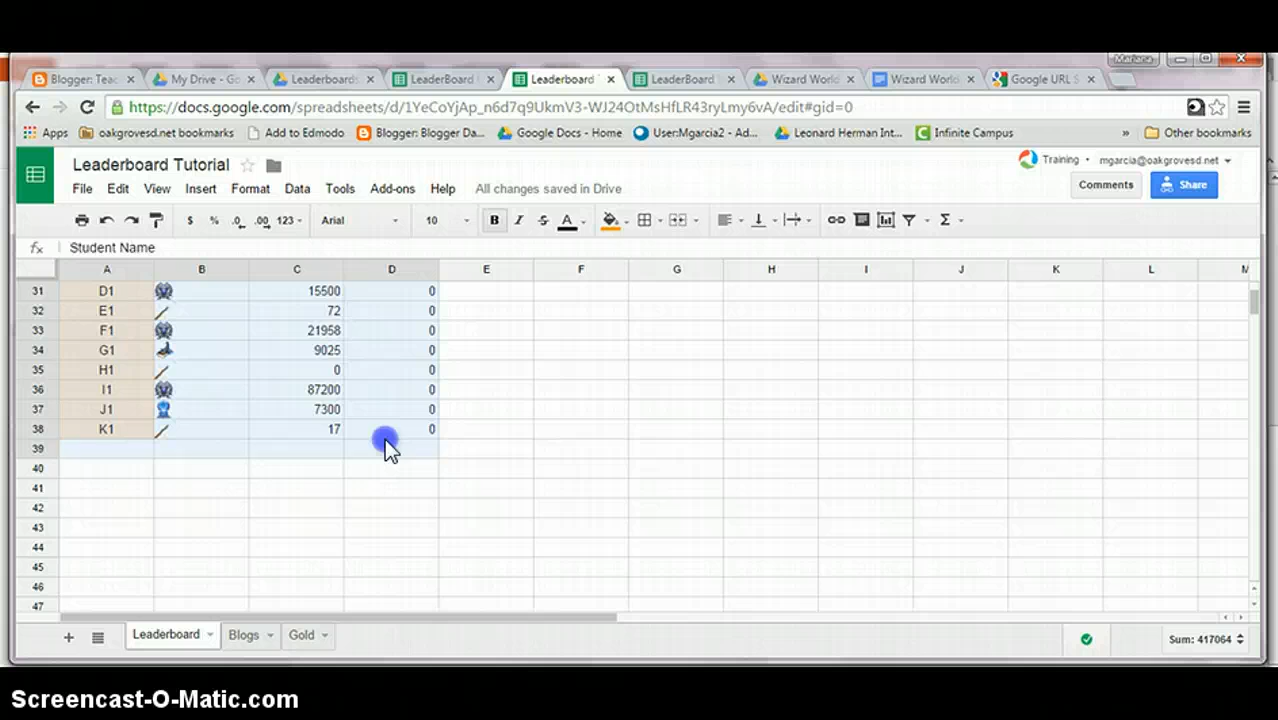 Mariana
Blogger: Teac My Drive - Go Leaderboards LeaderBoard Leaderboard T LeaderBoard T Wizard World Wizard World Google URL S
https://docs.google.com/spreadsheets/d/1YeCoYjAp_n6d7q9UkmV3-WJ24OtMsHfLR43ryLmy6vA/edit#gid=0
Apps oakgrovesd.net bookmarks Add to Edmodo Blogger: Blogger Da... Google Docs - Home User:Mgarcia2 - Ad... Leonard Herman Int... Infinite Campus » Other bookmarks
Leaderboard Tutorial
Training mgarcia@oakgrovesd.net
File Edit View Insert Format Data Tools Add-ons Help All changes saved in Drive
Comments Share
$ % .0 .00 123 Arial 10 B I S A Σ
fx Student Name
A B C D E F G H I J K L M
31 D1 15500 0
32 E1 72 0
33 F1 21958 0
34 G1 9025 0
35 H1 0 0
36 I1 87200 0
37 J1 7300 0
38 K1 17 0
39
40
41
42
43
44
45
46
47
+ Leaderboard Blogs Gold Sum: 417064
Screencast-O-Matic.com